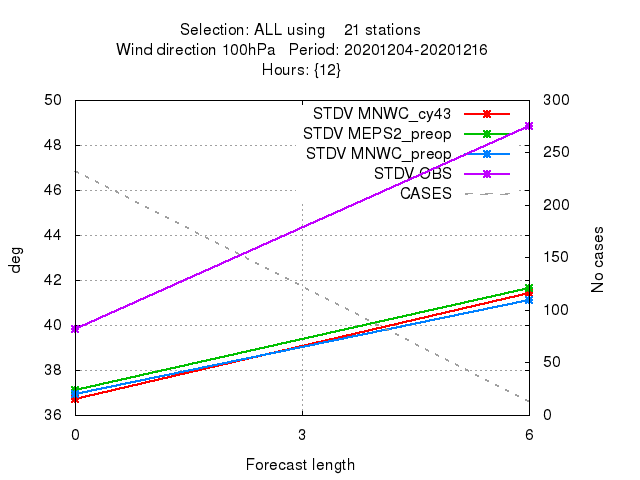 Selection: ALL using 21 stations
Wind direction 100hPa Period: 20201204-20201216
Hours: {12}
50 300
STDV MNWC_cy43
STDV MEPS2_preop
48 250
STDV MNWC_preop
STDV OBS
46 200
CASES
44 150
deg
No cases
42 100
40
38 50
36 0
0 3 6
Forecast length